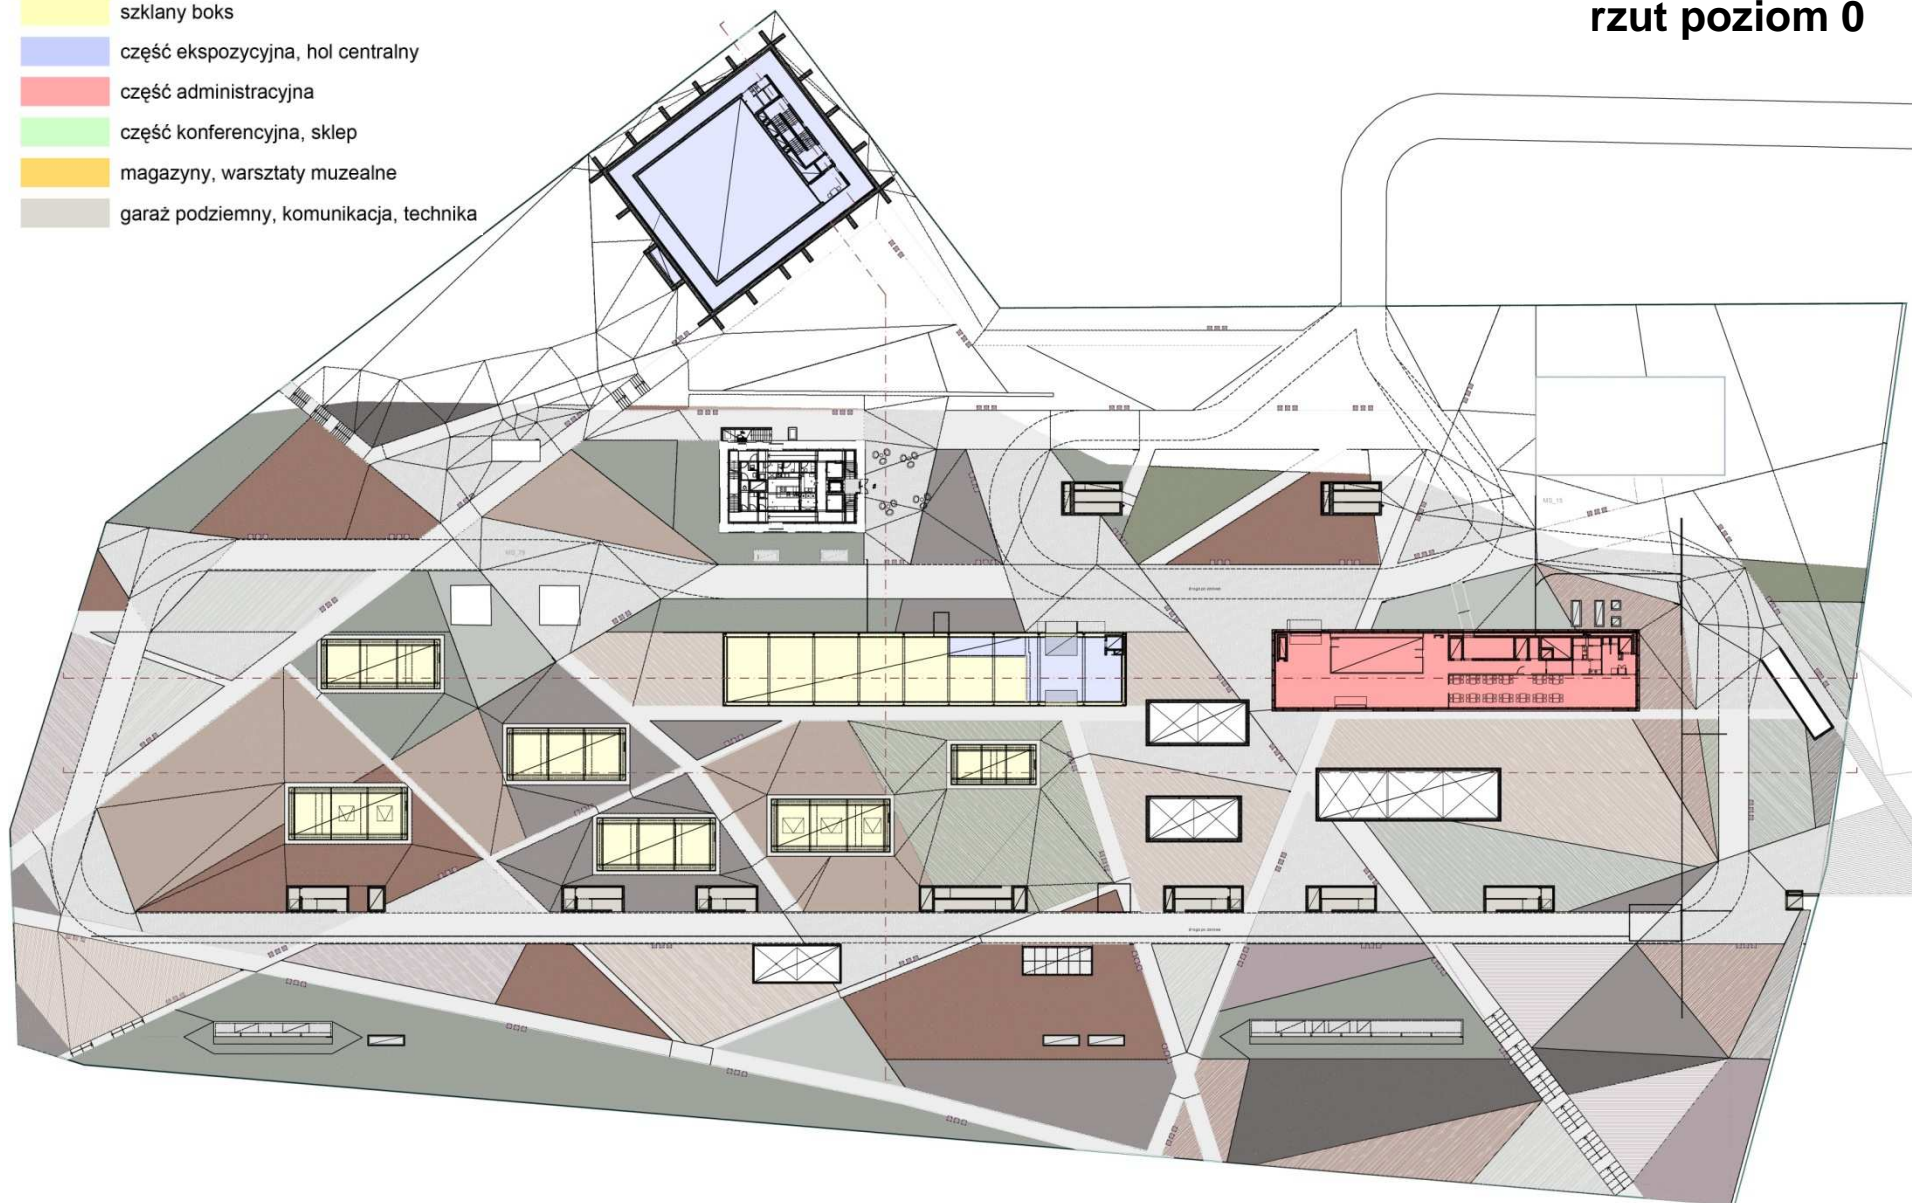 szklany boks
rzut poziom 0
część ekspozycyjna, hol centralny
część administracyjna
część konferencyjna, sklep
magazyny, warsztaty muzealne
garaż podziemny, komunikacja, technika